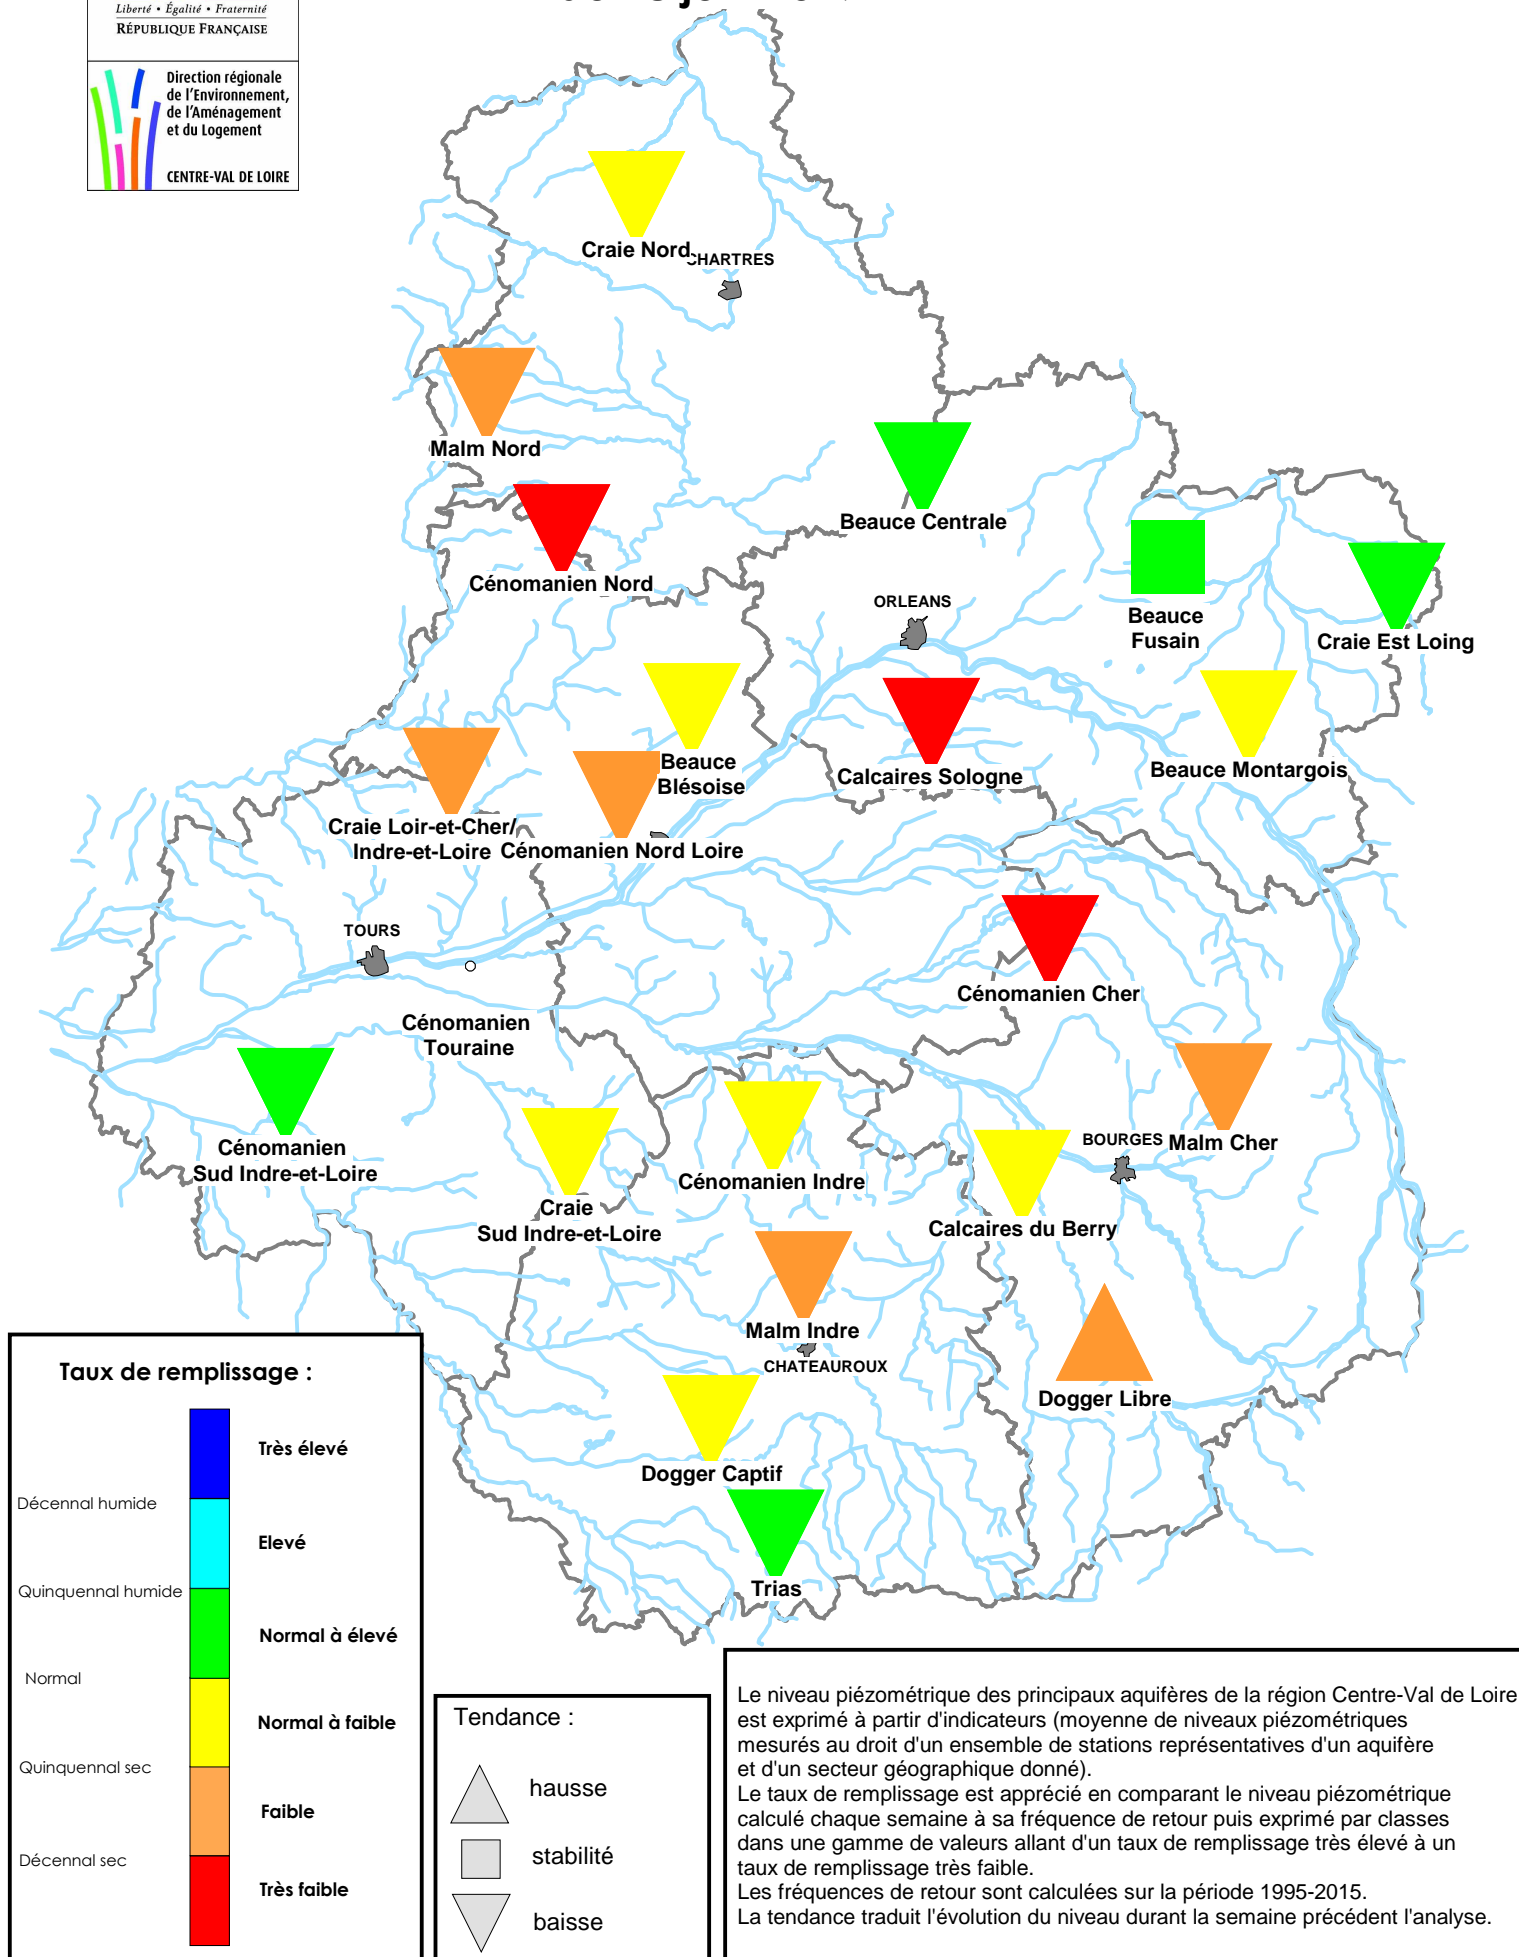 Liberté • Égalité • Fraternité
RÉPUBLIQUE FRANÇAISE
Direction régionale
de l'Environnement,
de l'Aménagement
et du Logement
CENTRE-VAL DE LOIRE
Craie Nord
CHARTRES
Malm Nord
Beauce Centrale
Cénomanien Nord
ORLEANS
Beauce
Fusain
Craie Est Loing
Beauce
Blésoise
Calcaires Sologne
Beauce Montargois
Craie Loir-et-Cher/
Indre-et-Loire
Cénomanien Nord Loire
TOURS
Cénomanien Cher
Cénomanien
Touraine
Cénomanien
Sud Indre-et-Loire
Craie
Sud Indre-et-Loire
Cénomanien Indre
BOURGES
Malm Cher
Calcaires du Berry
Malm Indre
CHATEAUROUX
Dogger Libre
Dogger Captif
Trias
Taux de remplissage :
Très élevé
Décennal humide
Elevé
Quinquennal humide
Normal à élevé
Normal
Normal à faible
Quinquennal sec
Faible
Décennal sec
Très faible
Tendance :
hausse
stabilité
baisse
Le niveau piézométrique des principaux aquifères de la région Centre-Val de Loire
est exprimé à partir d'indicateurs (moyenne de niveaux piézométriques
mesurés au droit d'un ensemble de stations représentatives d'un aquifère
et d'un secteur géographique donné).
Le taux de remplissage est apprécié en comparant le niveau piézométrique
calculé chaque semaine à sa fréquence de retour puis exprimé par classes
dans une gamme de valeurs allant d'un taux de remplissage très élevé à un
taux de remplissage très faible.
Les fréquences de retour sont calculées sur la période 1995-2015.
La tendance traduit l'évolution du niveau durant la semaine précédent l'analyse.